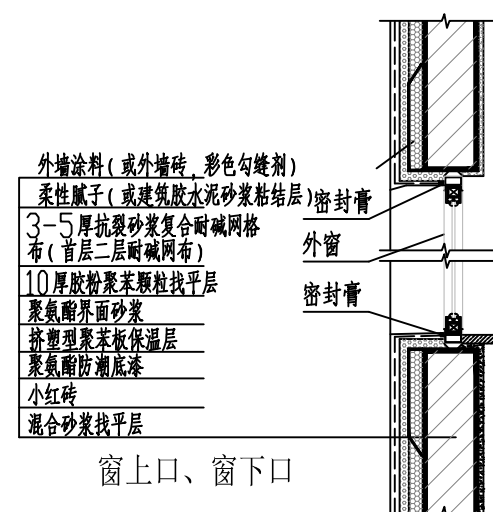 外墙涂料(或外墙砖,彩色勾缝剂)
柔性腻子(或建筑胶水泥砂浆粘结层)
3-5厚抗裂砂浆复合耐碱网格
布(首层二层耐碱网布)
10厚胶粉聚苯颗粒找平层
聚氨酯界面砂浆
挤塑型聚苯板保温层
聚氨酯防潮底漆
小红砖
混合砂浆找平层
密封膏
外窗
密封膏
窗上口、窗下口